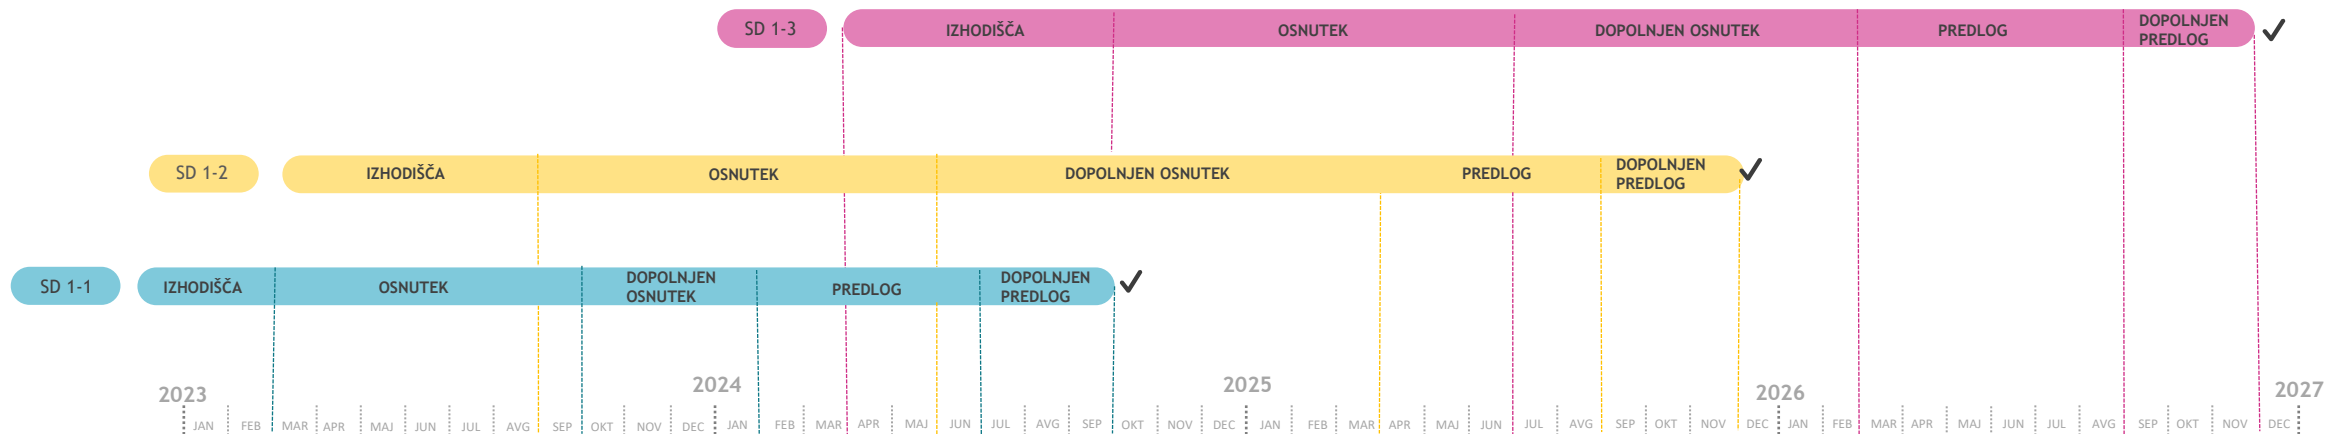 SD 1-3
IZHODIŠČA
OSNUTEK
DOPOLNJEN OSNUTEK
PREDLOG
DOPOLNJEN
PREDLOG
SD 1-2
IZHODIŠČA
OSNUTEK
DOPOLNJEN OSNUTEK
PREDLOG
DOPOLNJEN
PREDLOG
SD 1-1
IZHODIŠČA
OSNUTEK
DOPOLNJEN
OSNUTEK
PREDLOG
DOPOLNJEN
PREDLOG
2023
2024
2025
2026
2027
JAN FEB MAR APR MAJ JUN JUL AVG SEP OKT NOV DEC JAN FEB MAR APR MAJ JUN JUL AVG SEP OKT NOV DEC JAN FEB MAR APR MAJ JUN JUL AVG SEP OKT NOV DEC JAN FEB MAR APR MAJ JUN JUL AVG SEP OKT NOV DEC